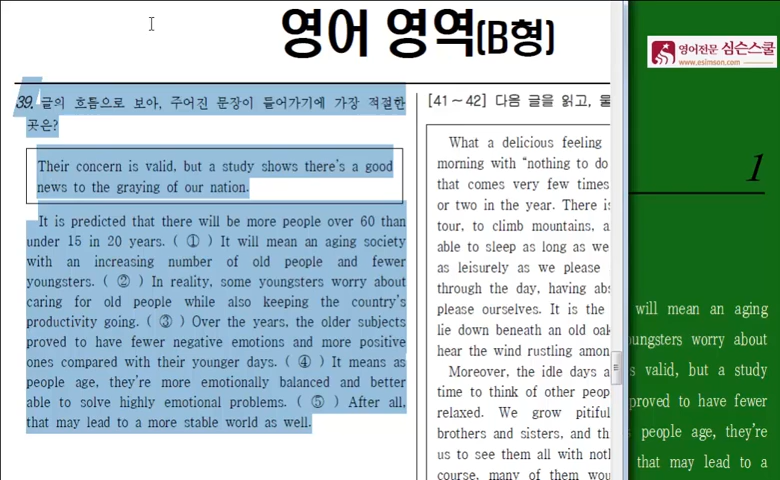 영어 영역(B형)
39. 글의 흐름으로 보아, 주어진 문장이 들어가기에 가장 적절한
곳은?
Their concern is valid, but a study shows there's a good
news to the graying of our nation.
It is predicted that there will be more people over 60 than
under 15 in 20 years. ( ① ) It will mean an aging society
with an increasing number of old people and fewer
youngsters. ( ② ) In reality, some youngsters worry about
caring for old people while also keeping the country's
productivity going. ( ③ ) Over the years, the older subjects
proved to have fewer negative emotions and more positive
ones compared with their younger days. ( ④ ) It means as
people age, they're more emotionally balanced and better
able to solve highly emotional problems. ( ⑤ ) After all,
that may lead to a more stable world as well.
[41～42] 다음 글을 읽고,
What a delicious feeling
morning with “nothing to do
that comes very few times
or two in the year. There
tour, to climb mountains,
able to sleep as long as we
as leisurely as we please
through the day, having
please ourselves. It is the
lie down beneath an old
hear the wind rustling
Moreover, the idle days
time to think of other
relaxed. We grow
brothers and sisters, and
us to see them all with
course, many of them
영어전문 심슨스쿨
www.esimson.com
1
will mean an aging
worry about
valid, but a study
proved to have fewer
people age, they're
that may lead to a